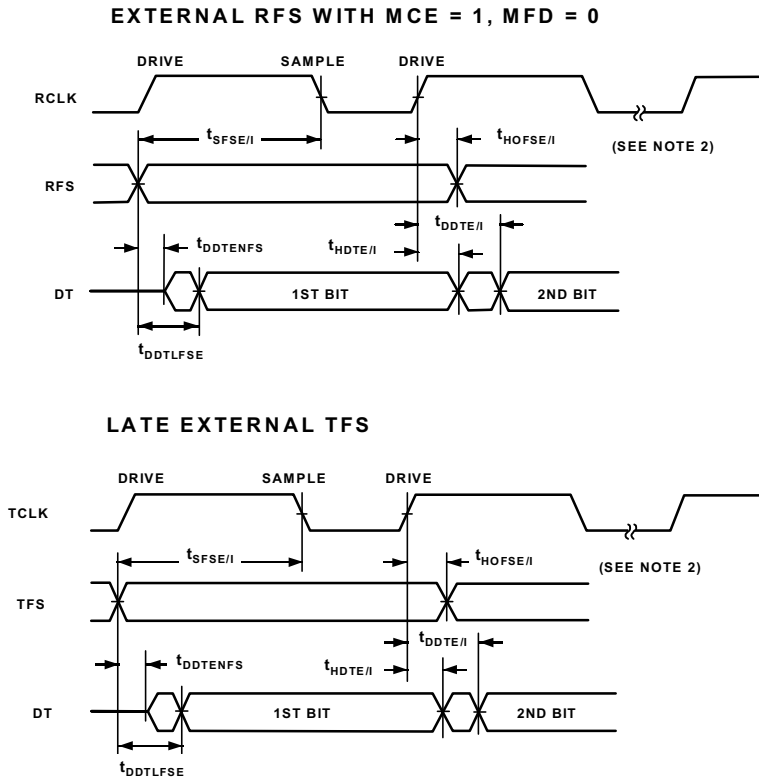 EXTERNAL RFS WITH MCE = 1, MFD = 0
DRIVE SAMPLE DRIVE
RCLK
tSFSE/I tHOFSE/I (SEE NOTE 2)
RFS
tDDTE/I
tDDTENFS tHDTE/I
DT 1ST BIT 2ND BIT
tDDTLFSE
LATE EXTERNAL TFS
DRIVE SAMPLE DRIVE
TCLK
tSFSE/I tHOFSE/I (SEE NOTE 2)
TFS
tDDTE/I
tDDTENFS tHDTE/I
DT 1ST BIT 2ND BIT
tDDTLFSE